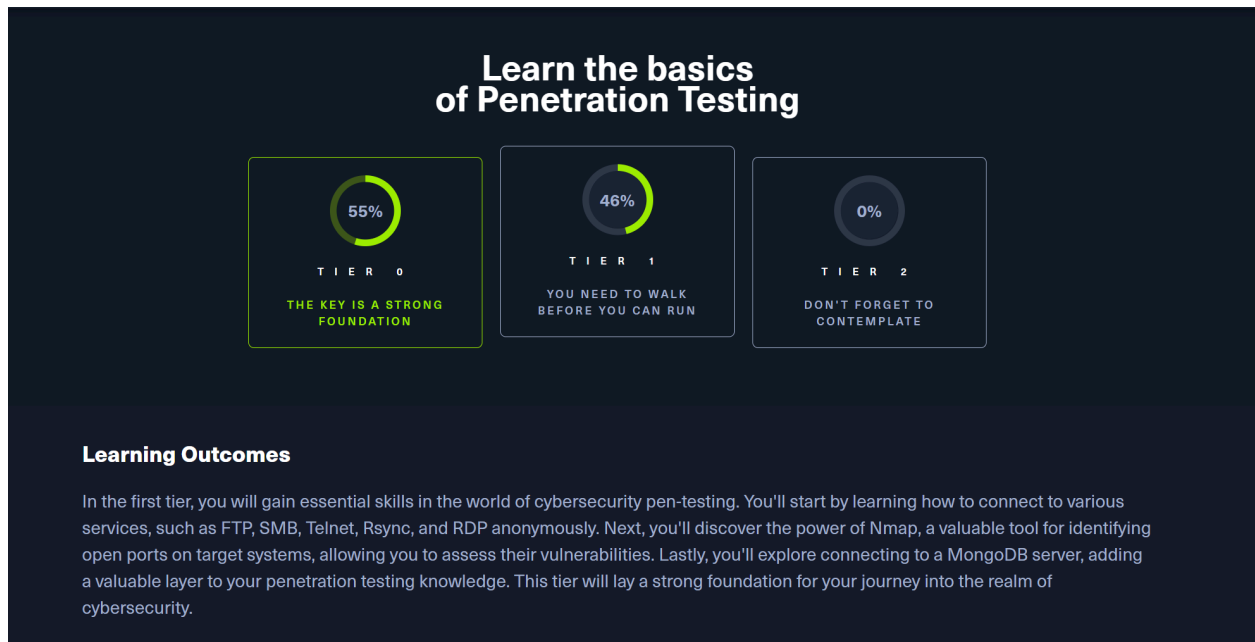 Learn the basics
of Penetration Testing
55%
TIER 0
THE KEY IS A STRONG
FOUNDATION
46%
TIER 1
YOU NEED TO WALK
BEFORE YOU CAN RUN
0%
TIER 2
DON'T FORGET TO
CONTEMPLATE
Learning Outcomes
In the first tier, you will gain essential skills in the world of cybersecurity pen-testing. You'll start by learning how to connect to various
services, such as FTP, SMB, Telnet, Rsync, and RDP anonymously. Next, you'll discover the power of Nmap, a valuable tool for identifying
open ports on target systems, allowing you to assess their vulnerabilities. Lastly, you'll explore connecting to a MongoDB server, adding
a valuable layer to your penetration testing knowledge. This tier will lay a strong foundation for your journey into the realm of
cybersecurity.